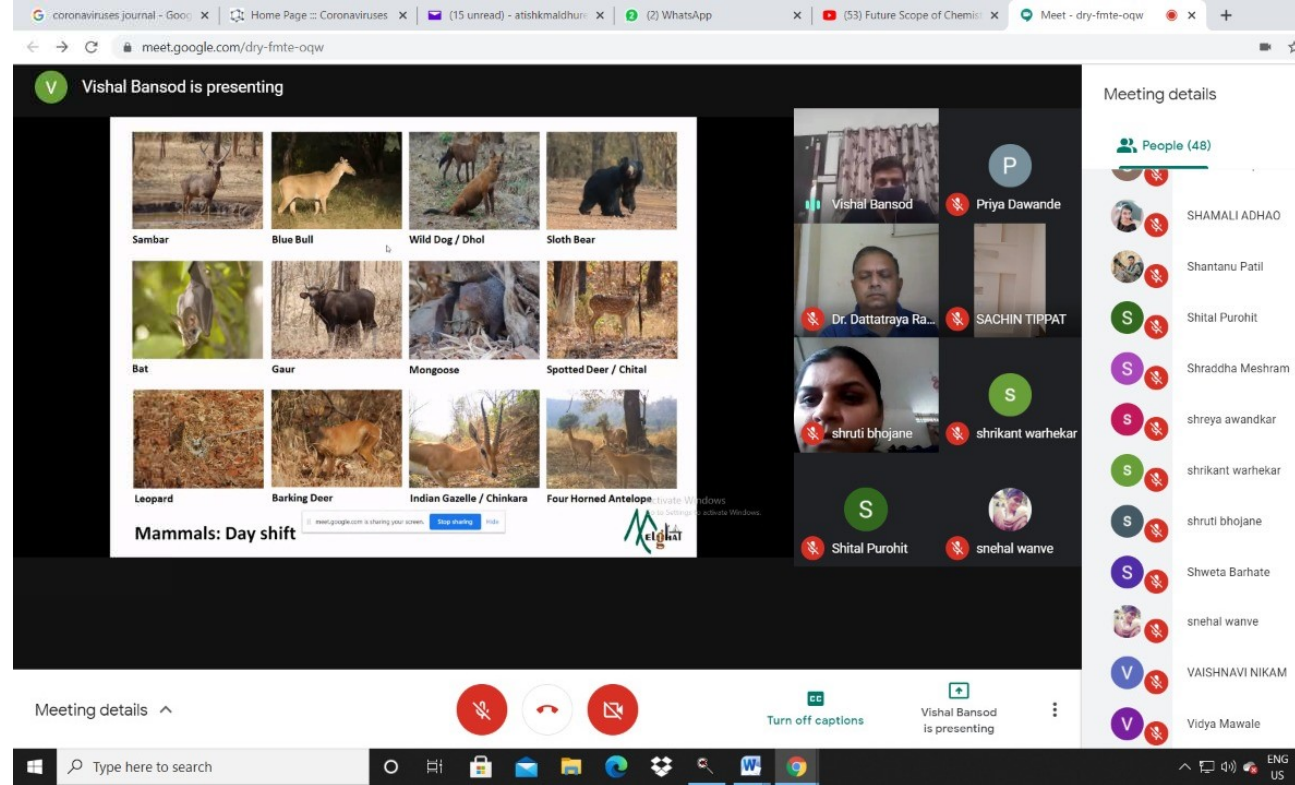 coronaviruses journal - Goog
Home Page ::: Coronaviruses
(15 unread) - atishkmaldhure
(2) WhatsApp
(53) Future Scope of Chemis
Meet - dry-fmte-oqw
meet.google.com/dry-fmte-oqw
V
Vishal Bansod is presenting
Sambar
Blue Bull
Wild Dog / Dhol
Sloth Bear
Bat
Gaur
Mongoose
Spotted Deer / Chital
Leopard
Barking Deer
Indian Gazelle / Chinkara
Four Horned Antelope
Mammals: Day shift
meet.google.com is sharing your screen.
Stop sharing
Hide
MELGHAT
Activate Windows
Go to Settings to activate Windows.
Vishal Bansod
P
Priya Dawande
Dr. Dattatraya Ra...
SACHIN TIPPAT
shruti bhojane
S
shrikant warhekar
S
Shital Purohit
snehal wanve
Meeting details
People (48)
SHAMALI ADHAO
Shantanu Patil
S
Shital Purohit
S
Shraddha Meshram
s
shreya awandkar
s
shrikant warhekar
s
shruti bhojane
S
Shweta Barhate
snehal wanve
V
VAISHNAVI NIKAM
V
Vidya Mawale
Meeting details
Turn off captions
Vishal Bansod
is presenting
Type here to search
ENG
US